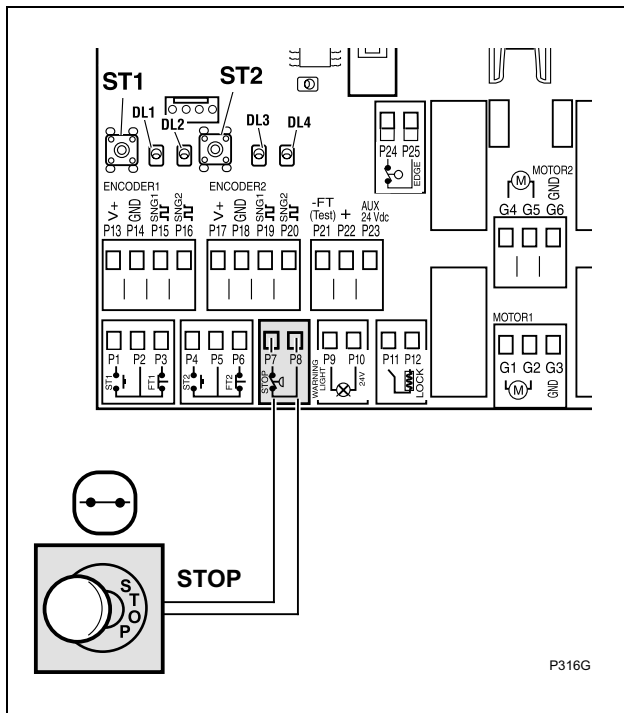 ST1
ST2
DL1
DL2
DL3
DL4
P24 P25
EDGE
MOTOR2
M
GND
G4 G5 G6
ENCODER1
V+
GND
SNG1
SNG2
P13 P14 P15 P16
ENCODER2
V+
GND
SNG1
SNG2
P17 P18 P19 P20
-FT
(Test)
+
AUX
24 Vdc
P21 P22 P23
MOTOR1
G1 G2 G3
M
GND
P1 P2 P3
ST1
FT1
P4 P5 P6
ST2
FT2
P7 P8
STOP
P9 P10
WARNING
LIGHT
24V
P11 P12
LOCK
STOP
STOP
P316G